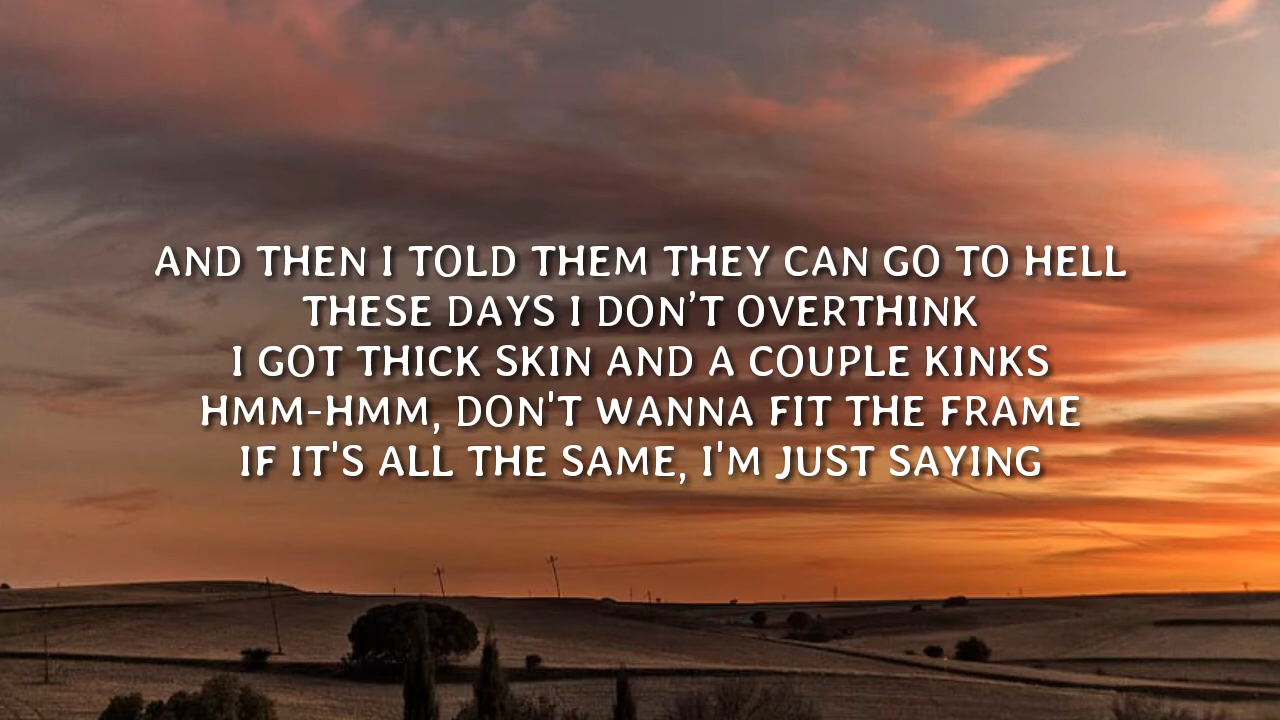 AND THEN I TOLD THEM THEY CAN GO TO HELL
THESE DAYS I DON’T OVERTHINK
I GOT THICK SKIN AND A COUPLE KINKS
HMM-HMM, DON'T WANNA FIT THE FRAME
IF IT'S ALL THE SAME, I'M JUST SAYING